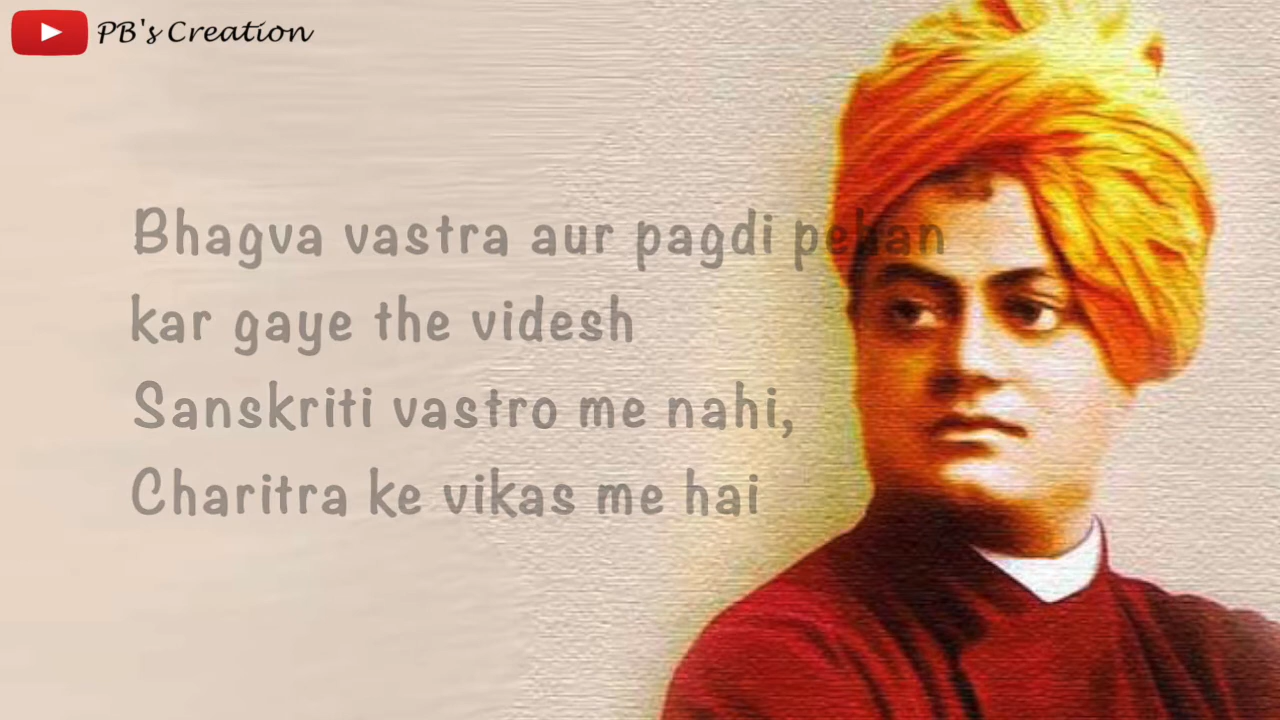 PB's Creation
Bhagva vastra aur pagdi pehan
kar gaye the videsh
Sanskriti vastro me nahi,
Charitra ke vikas me hai